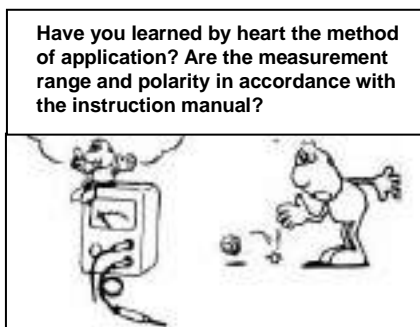 Have you learned by heart the method
of application? Are the measurement
range and polarity in accordance with
the instruction manual?